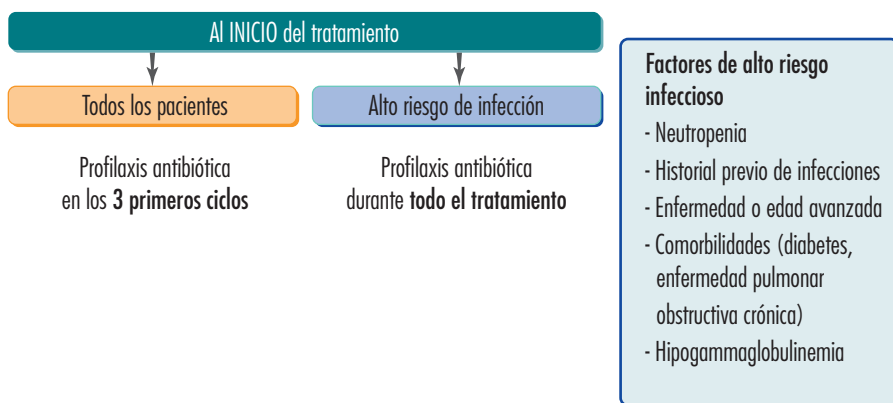 Al INICIO del tratamiento
Todos los pacientes
Profilaxis antibiótica
en los 3 primeros ciclos
Alto riesgo de infección
Profilaxis antibiótica
durante todo el tratamiento
Factores de alto riesgo
infeccioso
- Neutropenia
- Historial previo de infecciones
- Enfermedad o edad avanzada
- Comorbilidades (diabetes,
enfermedad pulmonar
obstructiva crónica)
- Hipogammaglobulinemia